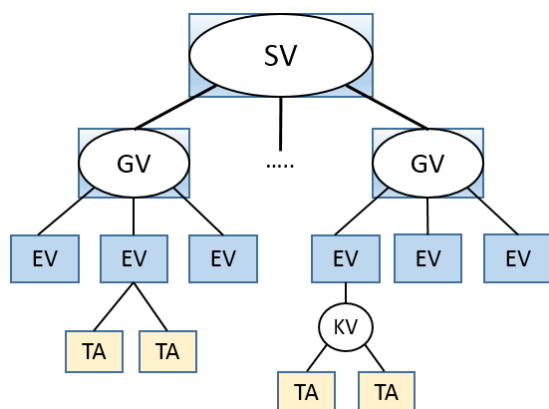 SV
GV ..... GV
EV EV EV EV EV EV
KV
TA TA TA TA